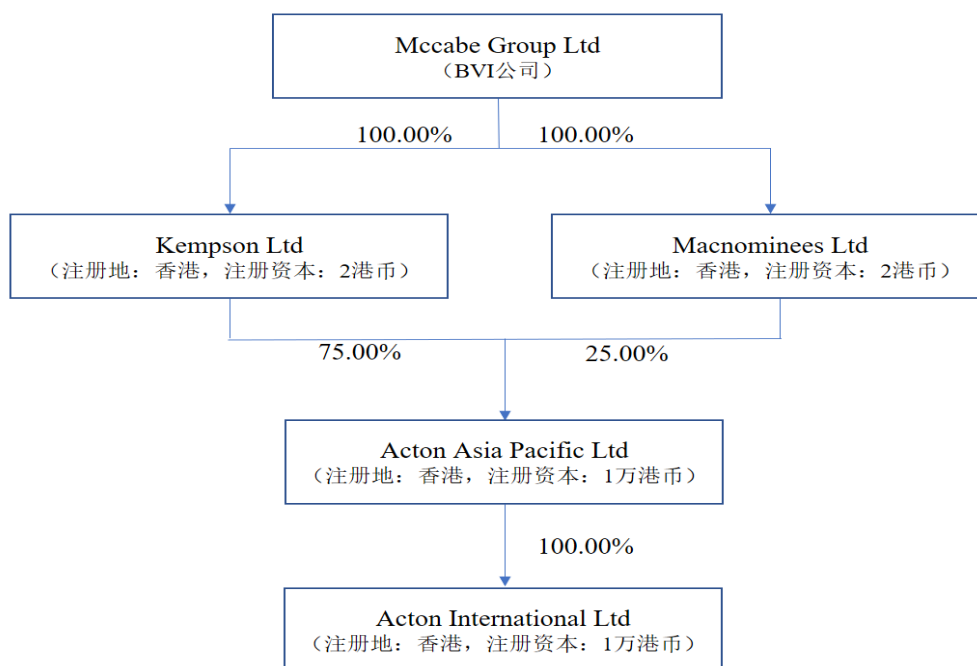 Mccabe Group Ltd
（BVI公司）
100.00% 100.00%
Kempson Ltd
（注册地：香港，注册资本：2港币）
Macnominees Ltd
（注册地：香港，注册资本：2港币）
75.00% 25.00%
Acton Asia Pacific Ltd
（注册地：香港，注册资本：1万港币）
100.00%
Acton International Ltd
（注册地：香港，注册资本：1万港币）